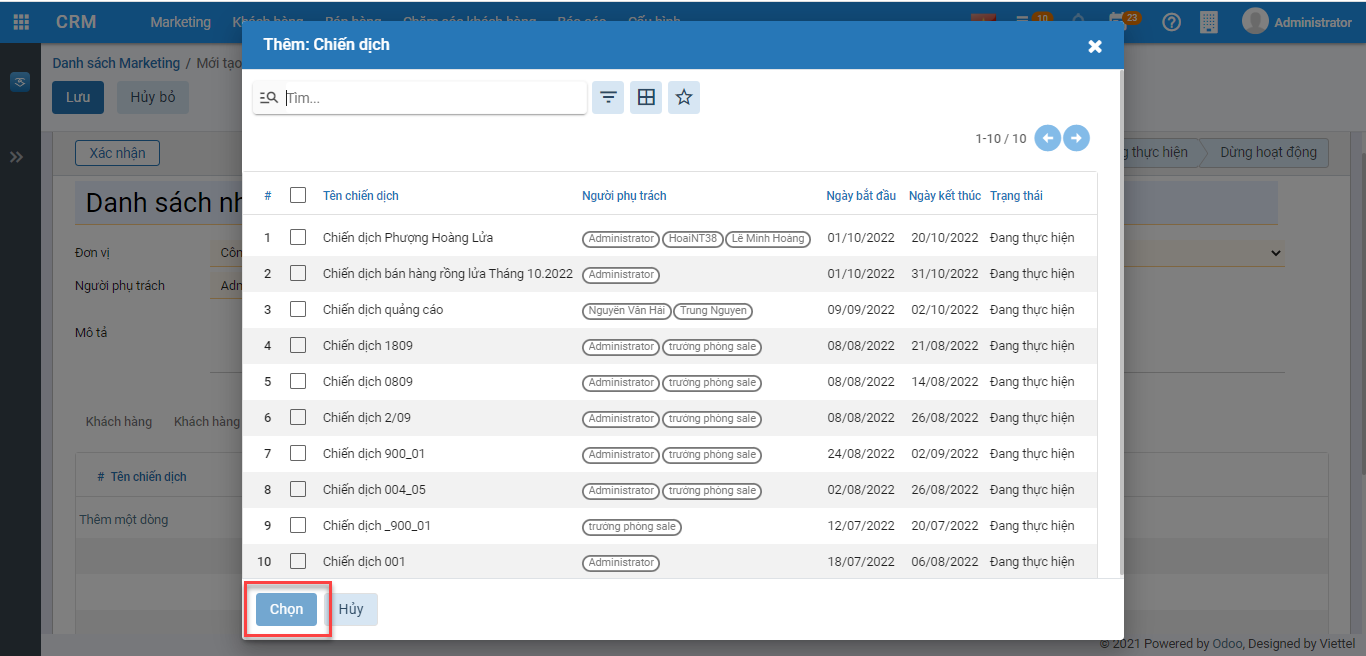 CRM Marketing Khách hàng Bán hàng Chăm sóc khách hàng Báo cáo Cấu hình 10 23 Administrator
Thêm: Chiến dịch
Danh sách Marketing / Mới tạo
Lưu Hủy bỏ
Tìm...
1-10 / 10
Xác nhận
thực hiện Dừng hoạt động
Danh sách
Đơn vị
Người phụ trách
Mô tả
Khách hàng Khách hàng
# Tên chiến dịch
Thêm một dòng
# Tên chiến dịch Người phụ trách Ngày bắt đầu Ngày kết thúc Trạng thái
1 Chiến dịch Phượng Hoàng Lửa Administrator HoaiNT38 Lê Minh Hoàng 01/10/2022 20/10/2022 Đang thực hiện
2 Chiến dịch bán hàng rồng lửa Tháng 10.2022 Administrator 01/10/2022 31/10/2022 Đang thực hiện
3 Chiến dịch quảng cáo Nguyễn Văn Hải Trung Nguyen 09/09/2022 02/10/2022 Đang thực hiện
4 Chiến dịch 1809 Administrator trưởng phòng sale 08/08/2022 21/08/2022 Đang thực hiện
5 Chiến dịch 0809 Administrator trưởng phòng sale 08/08/2022 14/08/2022 Đang thực hiện
6 Chiến dịch 2/09 Administrator trưởng phòng sale 08/08/2022 26/08/2022 Đang thực hiện
7 Chiến dịch 900_01 Administrator trưởng phòng sale 24/08/2022 02/09/2022 Đang thực hiện
8 Chiến dịch 004_05 Administrator trưởng phòng sale 02/08/2022 26/08/2022 Đang thực hiện
9 Chiến dịch _900_01 trưởng phòng sale 12/07/2022 20/07/2022 Đang thực hiện
10 Chiến dịch 001 Administrator 18/07/2022 06/08/2022 Đang thực hiện
Chọn Hủy
© 2021 Powered by Odoo, Designed by Viettel